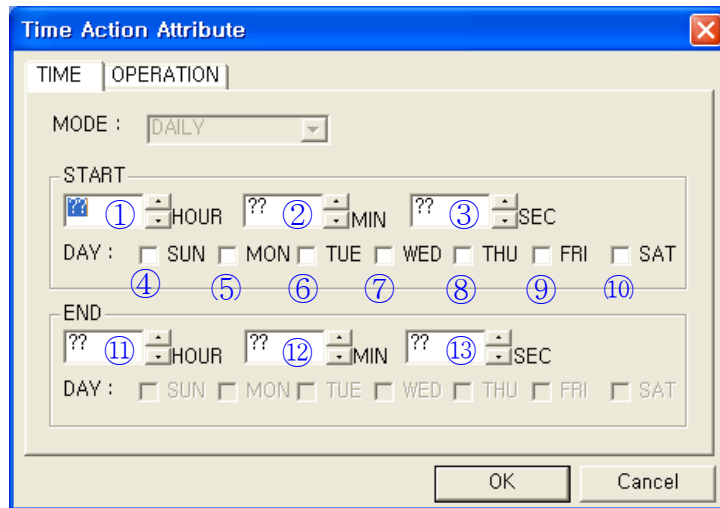 Time Action Attribute
TIME OPERATION
MODE : DAILY
START
?? ① HOUR ?? ② MIN ?? ③ SEC
DAY : SUN MON TUE WED THU FRI SAT
④ ⑤ ⑥ ⑦ ⑧ ⑨ ⑩
END
?? ⑪ HOUR ?? ⑫ MIN ?? ⑬ SEC
DAY : SUN MON TUE WED THU FRI SAT
OK Cancel